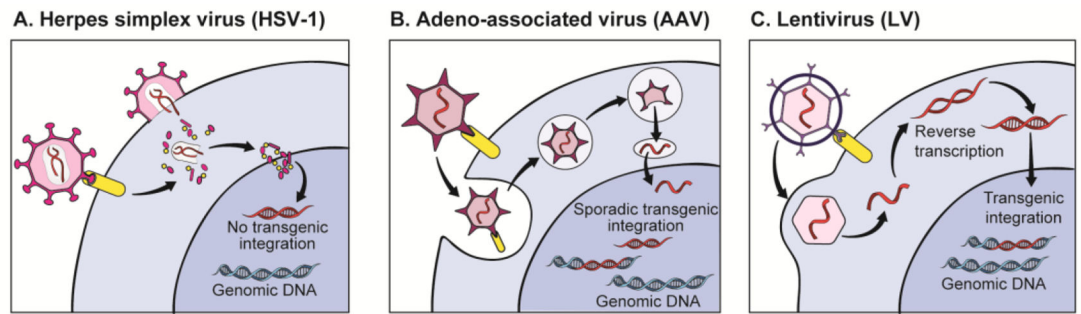 A. Herpes simplex virus (HSV-1)
No transgenic
integration
Genomic DNA
B. Adeno-associated virus (AAV)
Sporadic transgenic
integration
Genomic DNA
C. Lentivirus (LV)
Reverse
transcription
Transgenic
integration
Genomic DNA